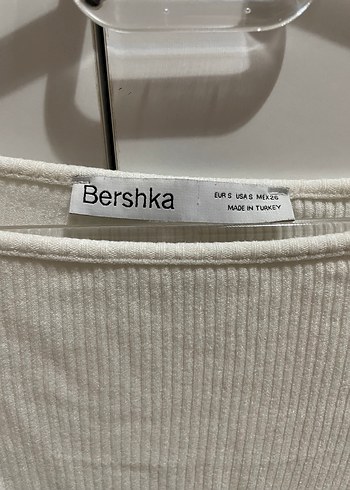 Bershka
EUR S USA S MEX 26
MADE IN TURKEY